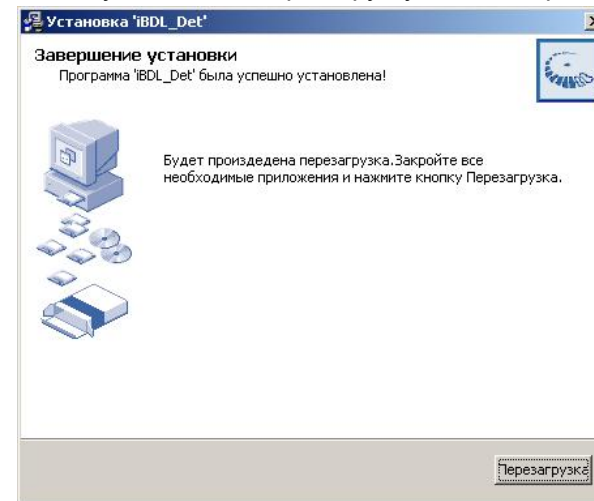 Установка 'iBDL_Det'
Завершение установки
Программа 'iBDL_Det' была успешно установлена!
Будет произдедена перезагрузка.Закройте все
необходимые приложения и нажмите кнопку Перезагрузка.
Перезагрузка